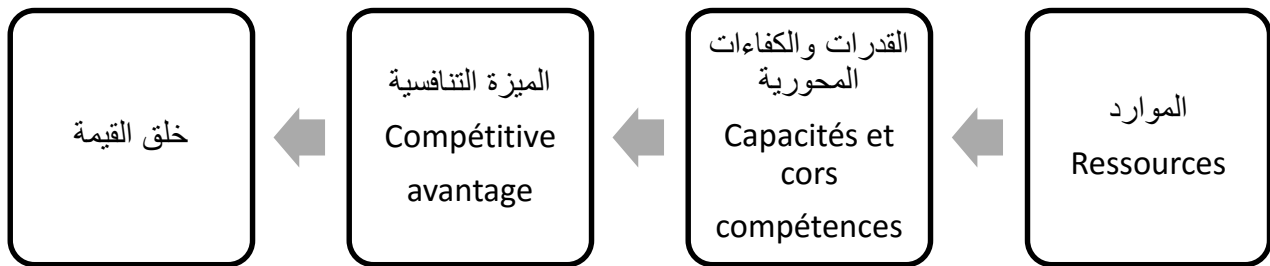 الموارد
Ressources
القدرات والكفاءات
المحورية
Capacités et
cors
compétences
الميزة التنافسية
Compétitive
avantage
خلق القيمة